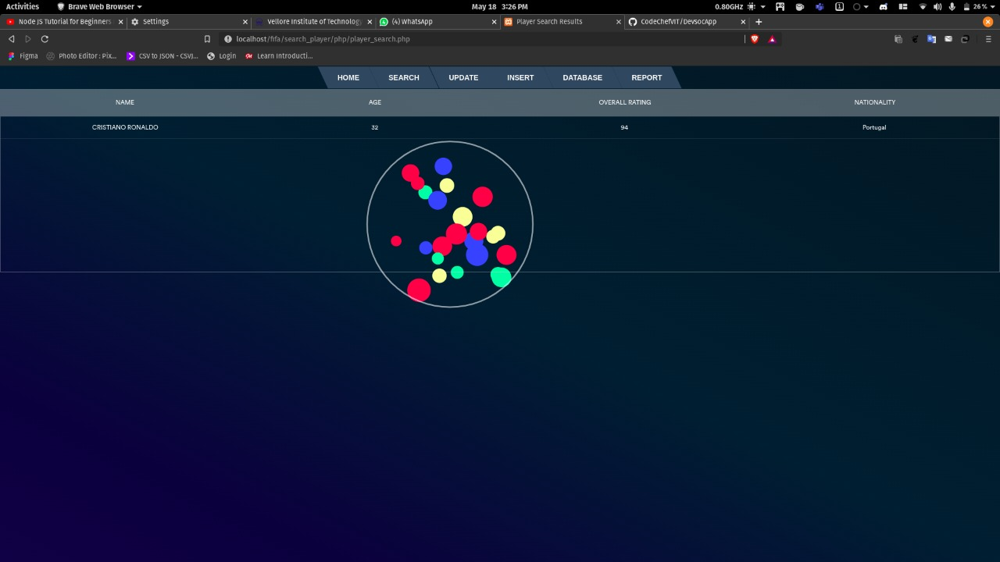 Activities Brave Web Browser May 18 3:26 PM 0.80GHz 26 %
Node JS Tutorial for Beginners Settings Vellore Institute of Technology (4) WhatsApp Player Search Results CodechefVIT/DevsocApp
localhost/fifa/search_player/php/player_search.php
Figma Photo Editor : Pix... CSV to JSON - CSVJ... Login Learn Introducti...
HOME SEARCH UPDATE INSERT DATABASE REPORT
NAME AGE OVERALL RATING NATIONALITY
CRISTIANO RONALDO 32 94 Portugal